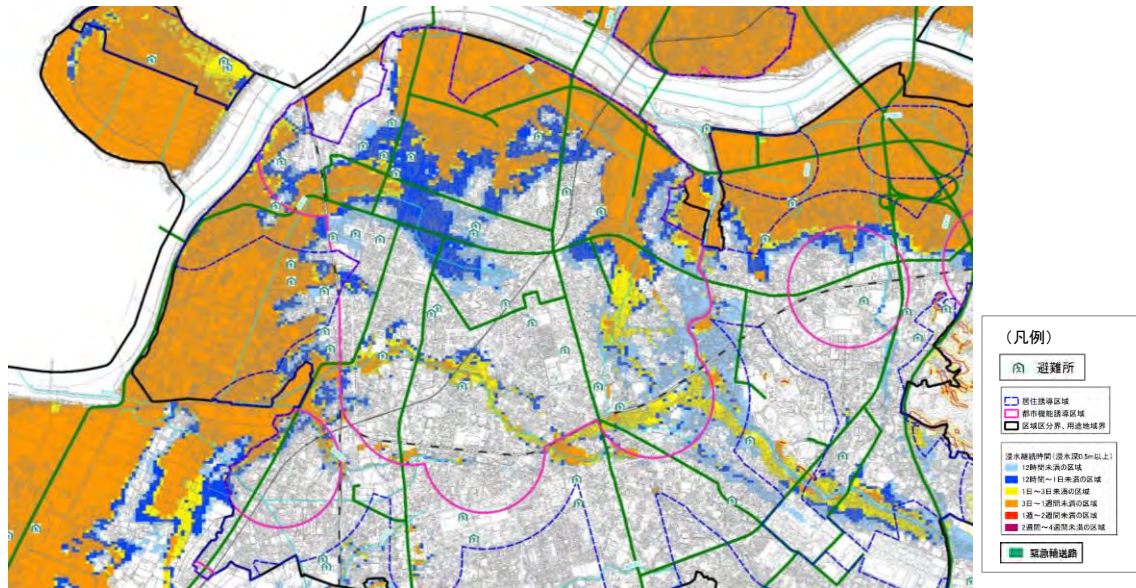 (凡例)
避難所
居住誘導区域
都市機能誘導区域
区域区分界、用途地域界
浸水継続時間(浸水深0.5m以上)
12時間未満の区域
12時間～1日未満の区域
1日～3日未満の区域
3日～1週間未満の区域
1週～2週間未満の区域
2週間～4週間未満の区域
緊急輸送路